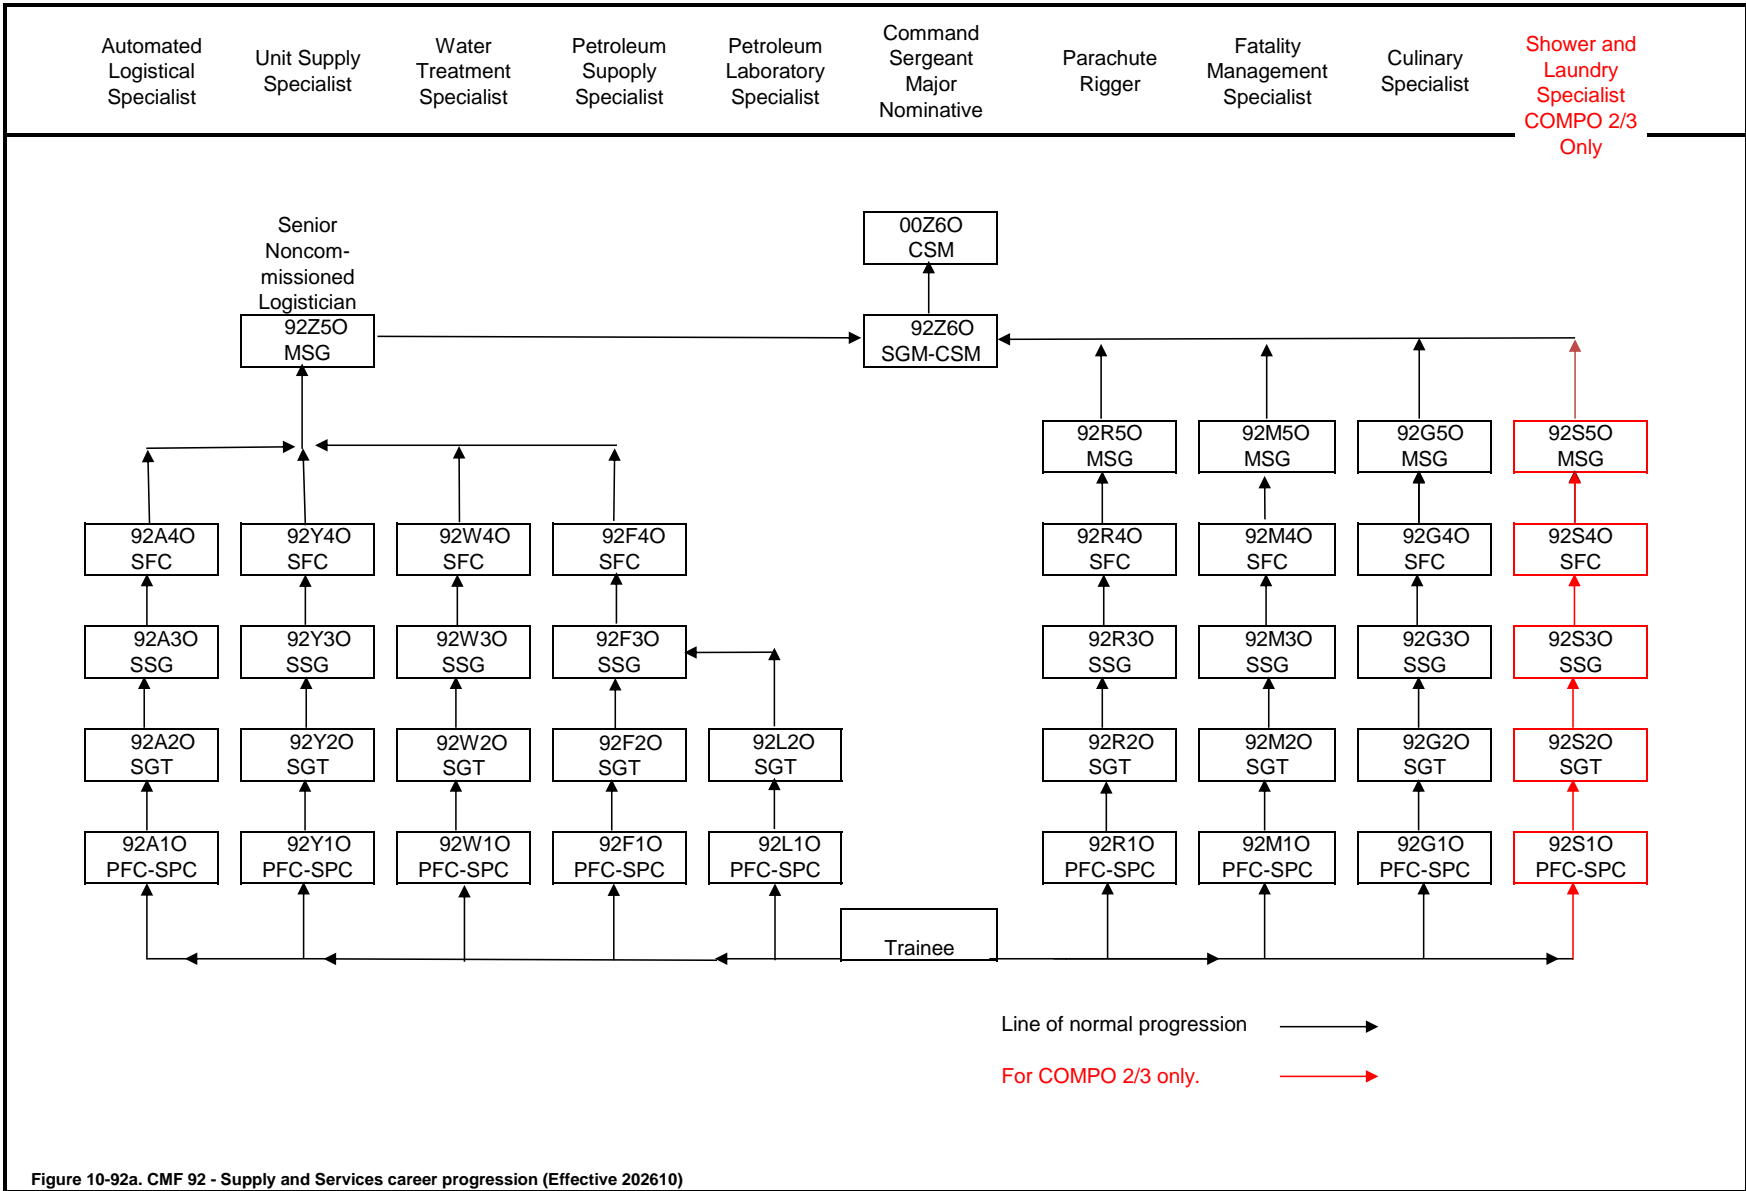 Automated
Logistical
Specialist
Unit Supply
Specialist
Water
Treatment
Specialist
Petroleum
Supoply
Specialist
Petroleum
Laboratory
Specialist
Command
Sergeant
Major
Nominative
Parachute
Rigger
Fatality
Management
Specialist
Culinary
Specialist
Shower and
Laundry
Specialist
COMPO 2/3
Only
Senior
Noncom-
missioned
Logistician
00Z6O
CSM
92Z5O
MSG
92Z6O
SGM-CSM
92R5O
MSG
92M5O
MSG
92G5O
MSG
92S5O
MSG
92A4O
SFC
92Y4O
SFC
92W4O
SFC
92F4O
SFC
92R4O
SFC
92M4O
SFC
92G4O
SFC
92S4O
SFC
92A3O
SSG
92Y3O
SSG
92W3O
SSG
92F3O
SSG
92R3O
SSG
92M3O
SSG
92G3O
SSG
92S3O
SSG
92A2O
SGT
92Y2O
SGT
92W2O
SGT
92F2O
SGT
92L2O
SGT
92R2O
SGT
92M2O
SGT
92G2O
SGT
92S2O
SGT
92A1O
PFC-SPC
92Y1O
PFC-SPC
92W1O
PFC-SPC
92F1O
PFC-SPC
92L1O
PFC-SPC
92R1O
PFC-SPC
92M1O
PFC-SPC
92G1O
PFC-SPC
92S1O
PFC-SPC
Trainee
Line of normal progression
For COMPO 2/3 only.
Figure 10-92a. CMF 92 - Supply and Services career progression (Effective 202610)